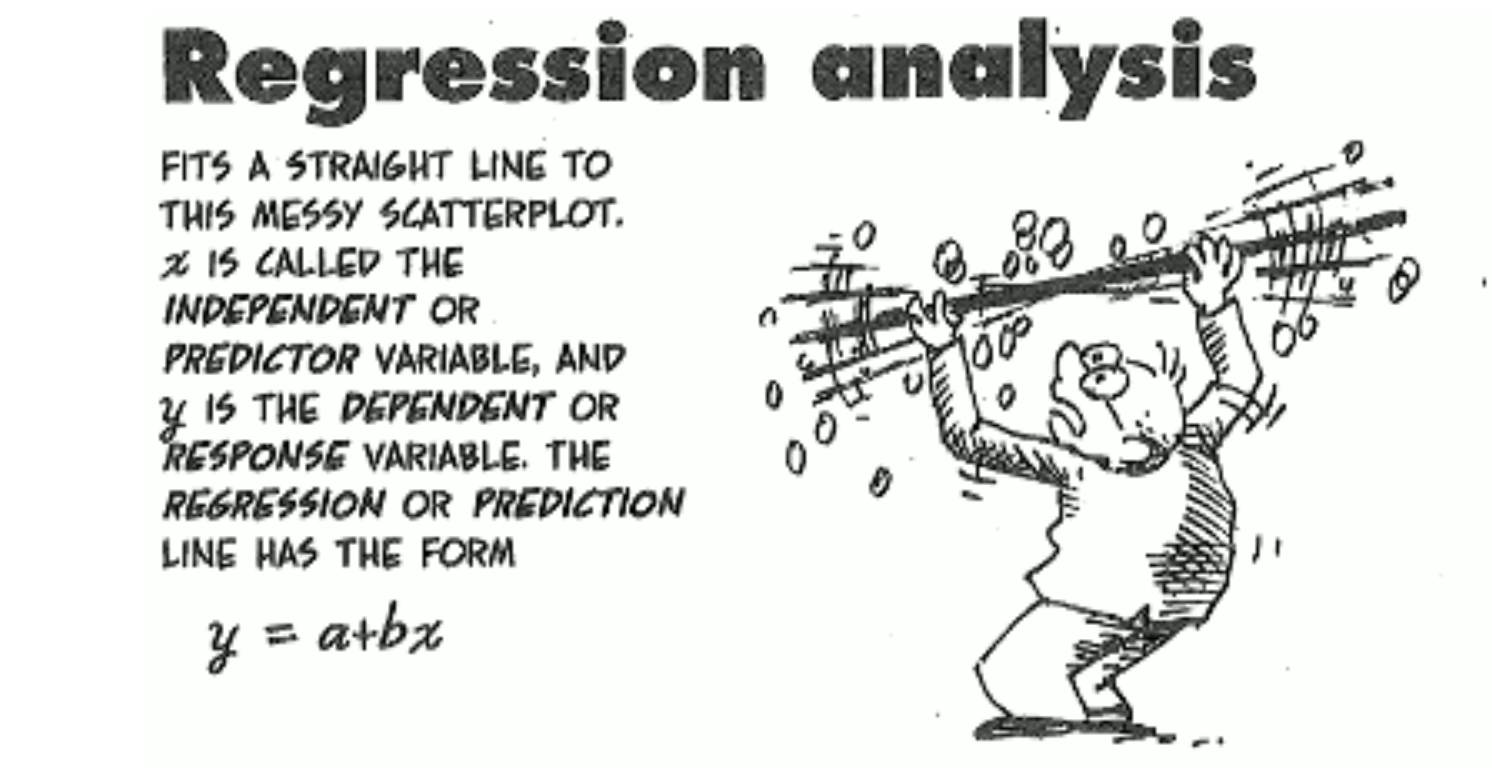 Regression analysis
FITS A STRAIGHT LINE TO
THIS MESSY SCATTERPLOT.
x IS CALLED THE
INDEPENDENT OR
PREDICTOR VARIABLE, AND
y IS THE DEPENDENT OR
RESPONSE VARIABLE. THE
REGRESSION OR PREDICTION
LINE HAS THE FORM
y = a+bx